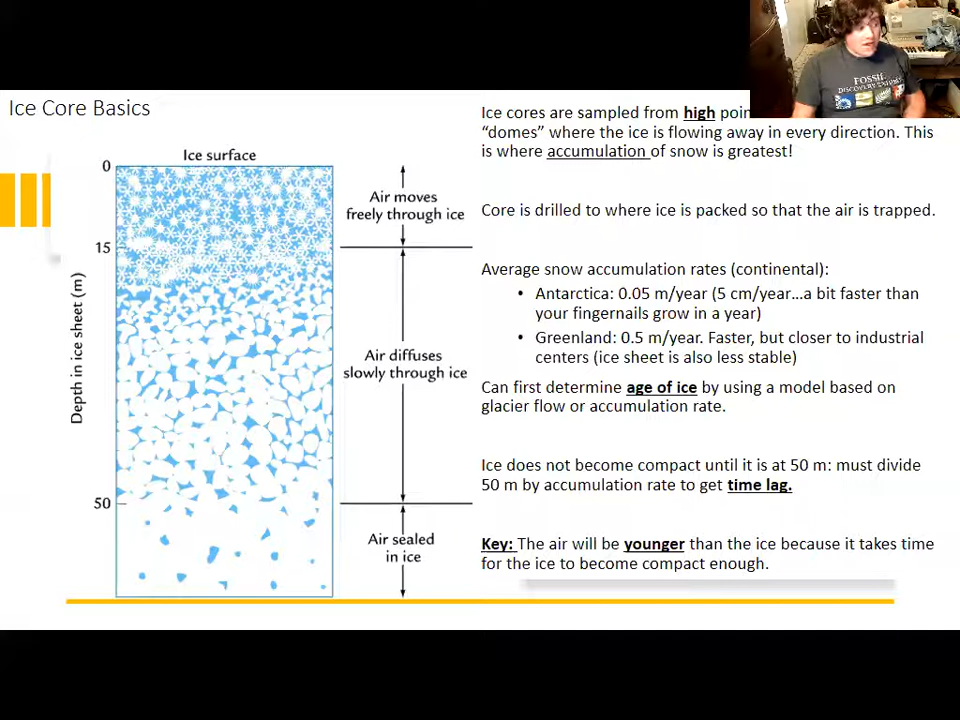 Ice Core Basics
Ice surface
0
15
50
Depth in ice sheet (m)
Air moves
freely through ice
Air diffuses
slowly through ice
Air sealed
in ice
Ice cores are sampled from high
"domes" where the ice is flowing away in every direction. This
is where accumulation of snow is greatest!
Core is drilled to where ice is packed so that the air is trapped.
Average snow accumulation rates (continental):
• Antarctica: 0.05 m/year (5 cm/year...a bit faster than
your fingernails grow in a year)
• Greenland: 0.5 m/year. Faster, but closer to industrial
centers (ice sheet is also less stable)
Can first determine age of ice by using a model based on
glacier flow or accumulation rate.
Ice does not become compact until it is at 50 m: must divide
50 m by accumulation rate to get time lag.
Key: The air will be younger than the ice because it takes time
for the ice to become compact enough.
FOSSIL